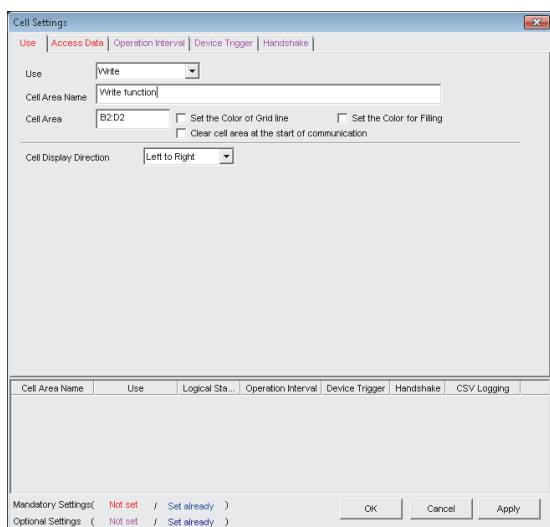 Cell Settings
Use Access Data Operation Interval Device Trigger Handshake
Use Write
Cell Area Name Write function
Cell Area B2:D2 Set the Color of Grid line Set the Color for Filling
Clear cell area at the start of communication
Cell Display Direction Left to Right
Cell Area Name Use Logical Sta... Operation Interval Device Trigger Handshake CSV Logging
Mandatory Settings( Not set / Set already )
OK Cancel Apply
Optional Settings ( Not set / Set already )